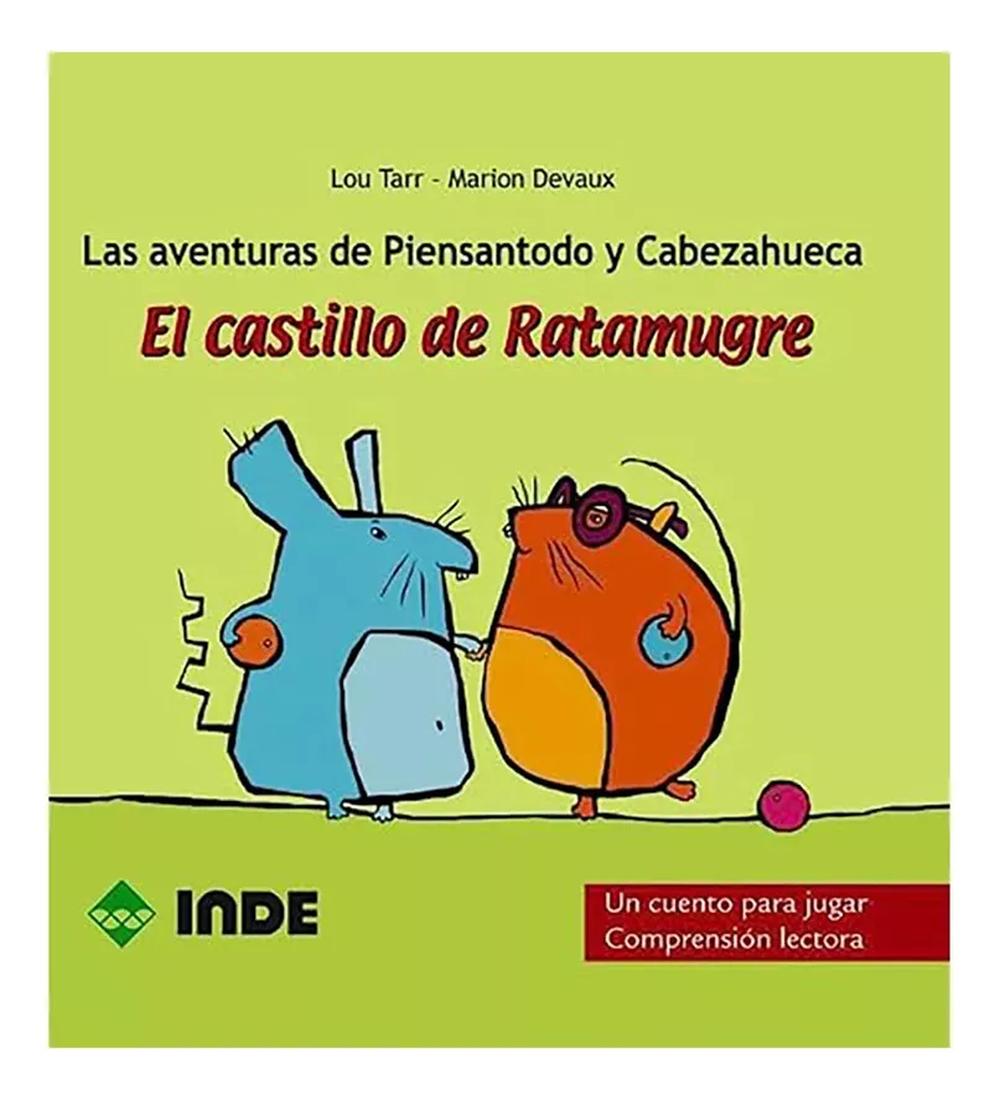 Lou Tarr - Marion Devaux
Las aventuras de Piensantodo y Cabezahueca
El castillo de Ratamugre
INDE
Un cuento para jugar
Comprensión lectora